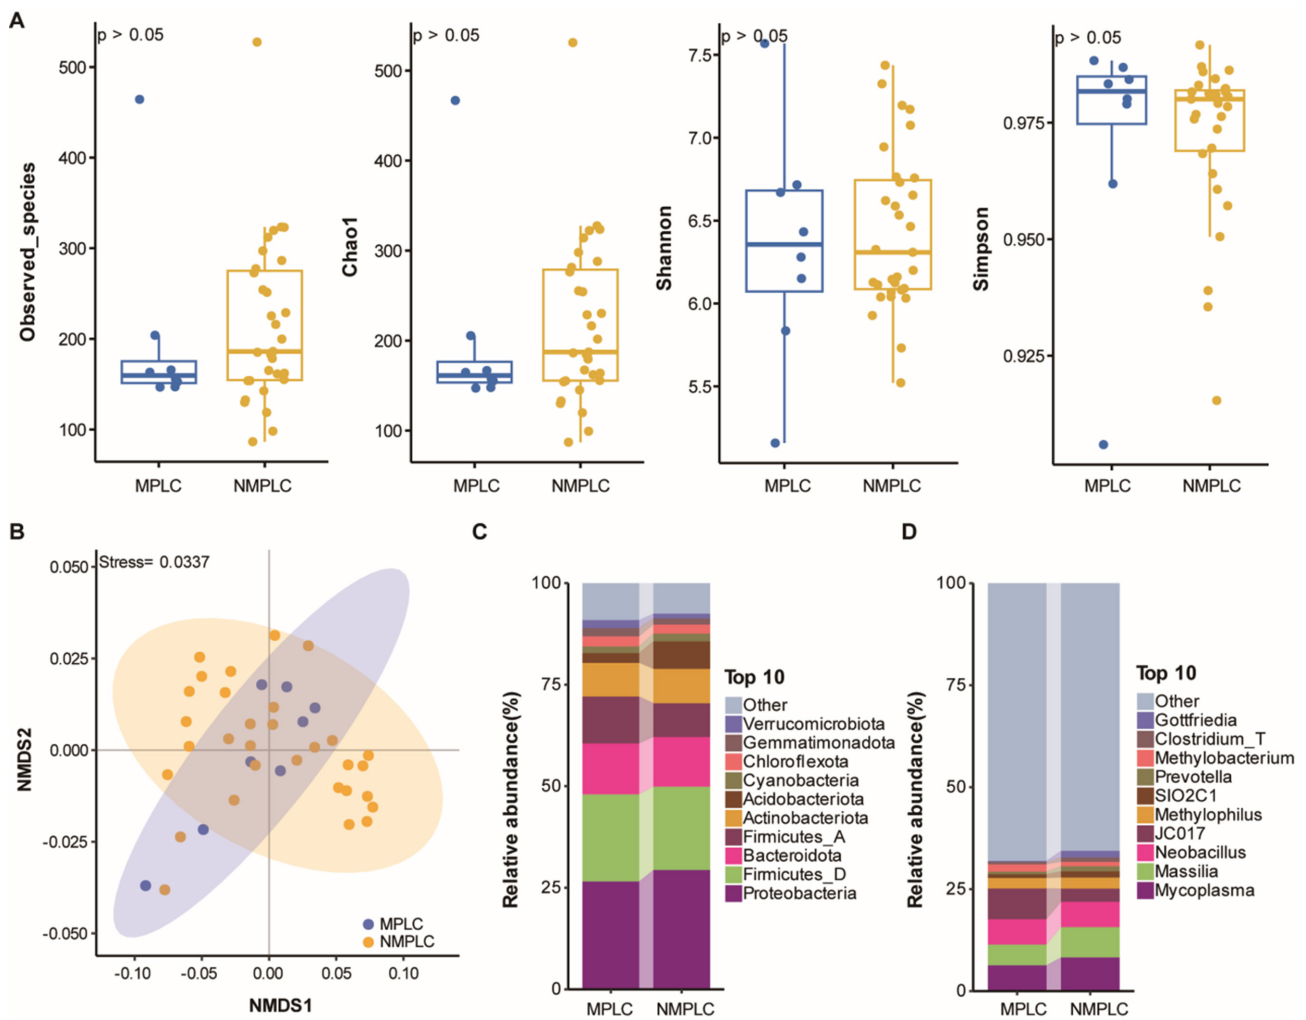 A
p > 0.05
p > 0.05
p > 0.05
p > 0.05
Observed_species
500
400
300
200
100
MPLC
NMPLC
Chao1
500
400
300
200
100
MPLC
NMPLC
Shannon
7.5
7.0
6.5
6.0
5.5
MPLC
NMPLC
Simpson
0.975
0.950
0.925
MPLC
NMPLC
B
Stress= 0.0337
NMDS2
0.050
0.025
0.000
-0.025
-0.050
MPLC
NMPLC
-0.10
-0.05
0.00
0.05
0.10
NMDS1
C
Relative abundance(%)
100
75
50
25
0
MPLC
NMPLC
Top 10
Other
Verrucomicrobiota
Gemmatimonadota
Chloroflexota
Cyanobacteria
Acidobacteriota
Actinobacteriota
Firmicutes_A
Bacteroidota
Firmicutes_D
Proteobacteria
D
Relative abundance(%)
100
75
50
25
0
MPLC
NMPLC
Top 10
Other
Gottfriedia
Clostridium_T
Methylobacterium
Prevotella
SIO2C1
Methylophilus
JC017
Neobacillus
Massilia
Mycoplasma